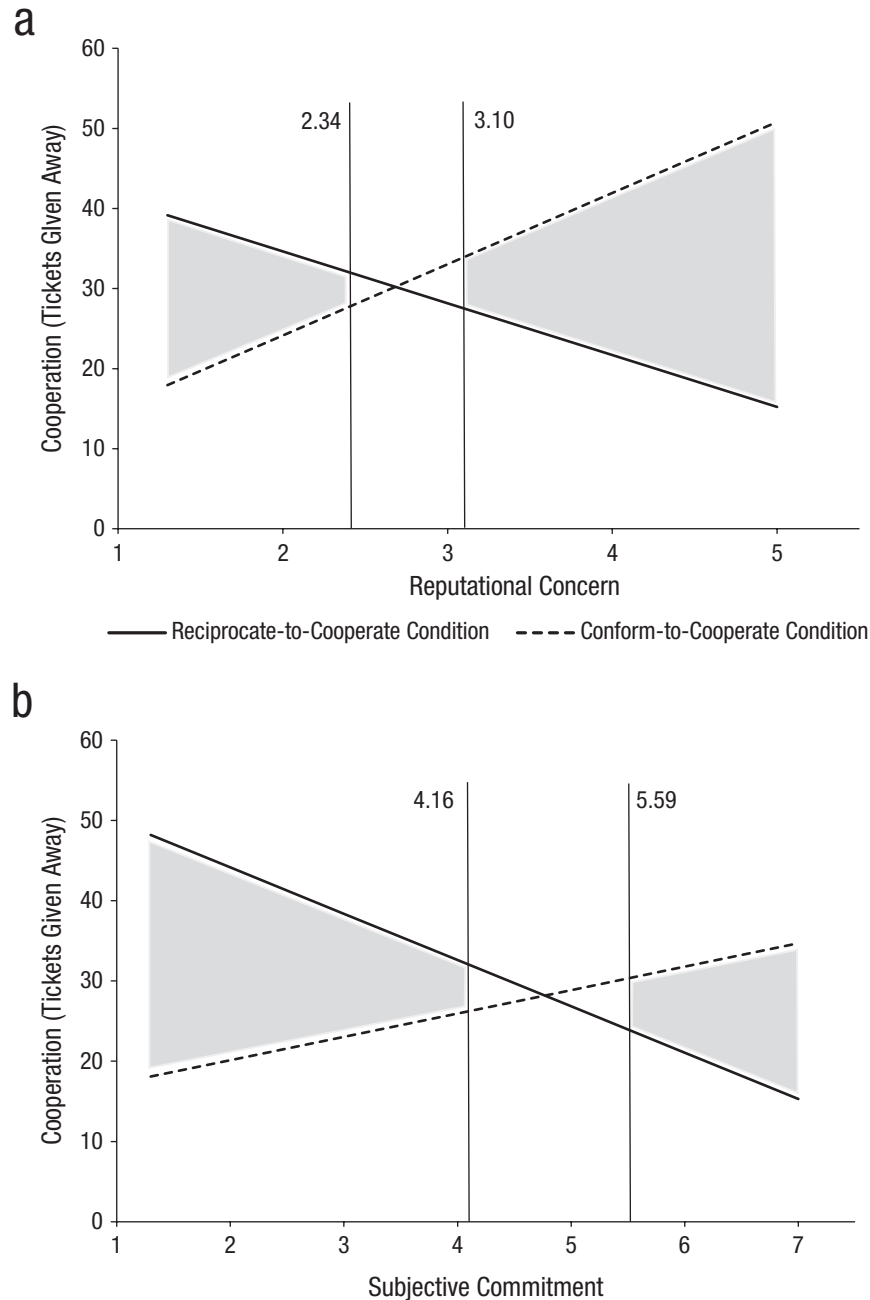 a
60
50
40
30
20
10
0
Cooperation (Tickets GIven Away)
2.34
3.10
1 2 3 4 5
Reputational Concern
Reciprocate-to-Cooperate Condition Conform-to-Cooperate Condition
b
60
50
40
30
20
10
0
Cooperation (Tickets Given Away)
4.16
5.59
1 2 3 4 5 6 7
Subjective Commitment